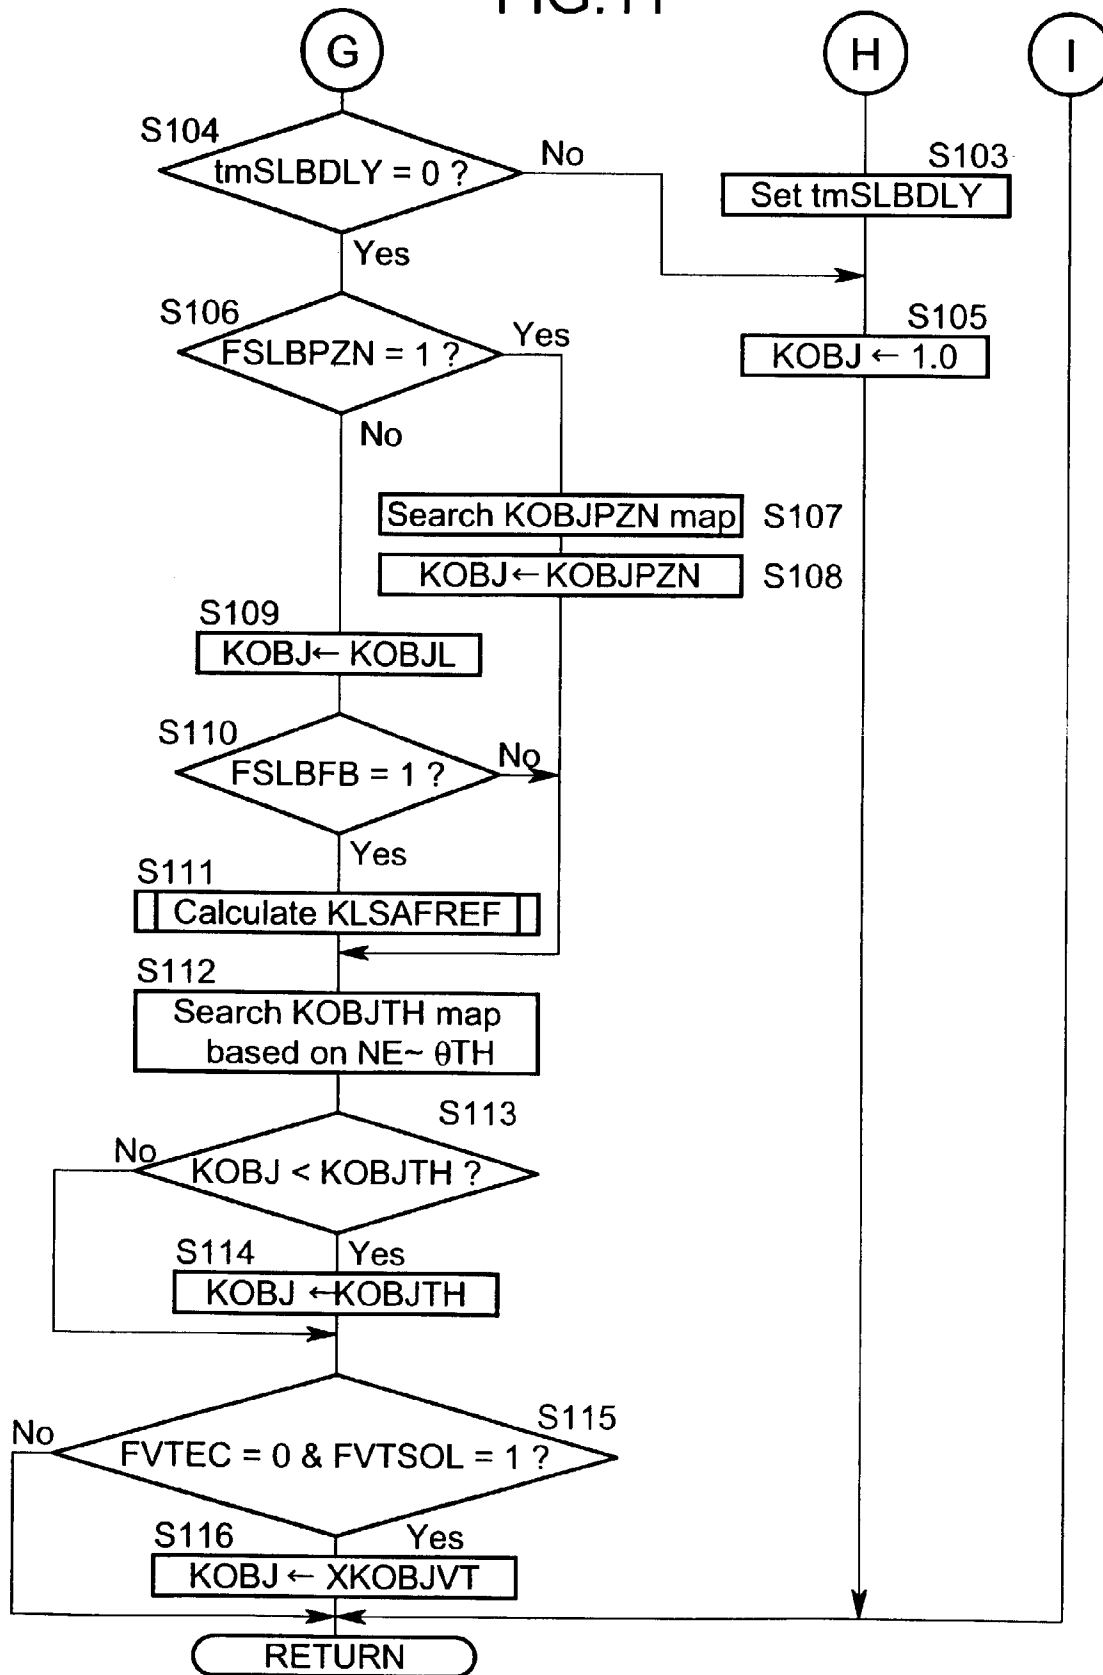 FIG. 11
G
H
I
S104
tmSLBDLY = 0 ?
No
Yes
S103
Set tmSLBDLY
S106
FSLBPZN = 1 ?
Yes
No
S105
KOBJ ← 1.0
Search KOBJPZN map
S107
KOBJ ← KOBJPZN
S108
S109
KOBJ ← KOBJL
S110
FSLBFB = 1 ?
No
Yes
S111
Calculate KLSAFREF
S112
Search KOBJTH map
based on NE~ θTH
S113
No
KOBJ < KOBJTH ?
S114
Yes
KOBJ ← KOBJTH
S115
No
FVTEC = 0 & FVTSOL = 1 ?
S116
Yes
KOBJ ← XKOBJVT
RETURN